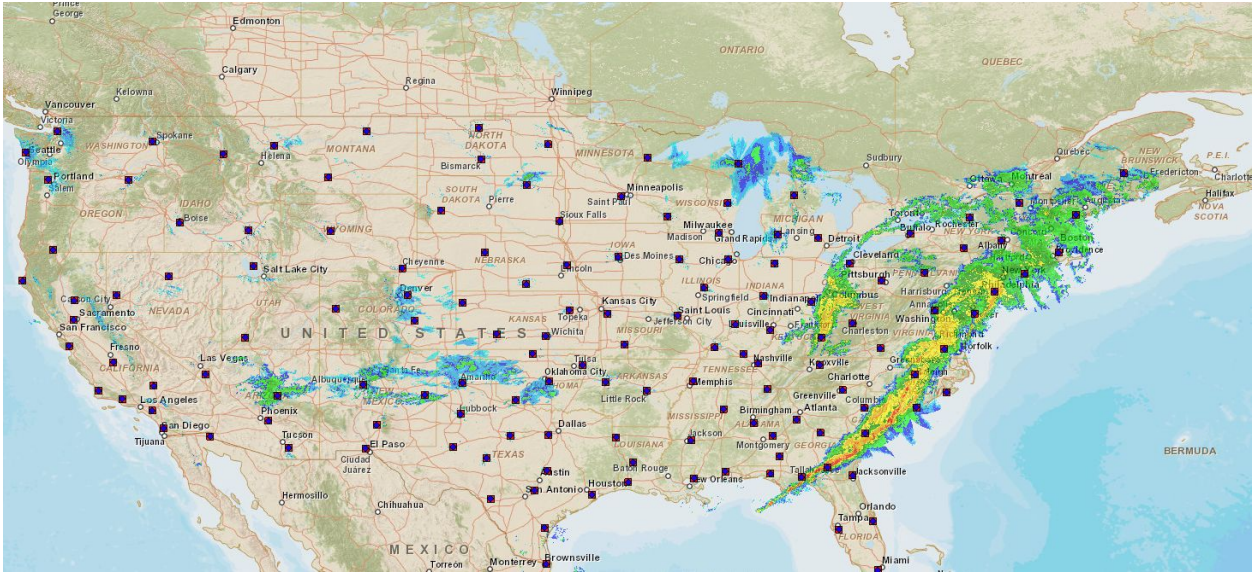 Prince
George
Edmonton
ONTARIO
QUEBEC
Calgary
Regina
Kelowna
Winnipeg
Vancouver
Victoria
Spokane
Seattle
WASHINGTON
Olympia
Helena
MONTANA
NORTH
DAKOTA
Bismarck
MINNESOTA
Sudbury
Quebec
NEW
BRUNSWICK
P.E.I.
Fredericton
Charlotte
Portland
Salem
Ottawa
Montreal
Halifax
NOVA
SCOTIA
OREGON
IDAHO
Boise
SOUTH
DAKOTA
Pierre
Minneapolis
Saint Paul
WISCONSIN
Sioux Falls
WYOMING
Toronto
Milwaukee
Madison
Grand Rapids
MICHIGAN
Lansing
Detroit
Buffalo
Rochester
NEW YORK
Albany
Boston
Providence
Salt Lake City
Cheyenne
NEBRASKA
IOWA
Des Moines
Chicago
Cleveland
Lincoln
Pittsburgh
Harrisburg
Philadelphia
Carson City
Sacramento
NEVADA
UTAH
Denver
COLORADO
ILLINOIS
Springfield
INDIANA
Columbus
Cincinnati
WEST
VIRGINIA
Washington
San Francisco
UNITED STATES
KANSAS
Topeka
Kansas City
Jefferson City
Saint Louis
MISSOURI
Louisville
Charleston
VIRGINIA
Norfolk
Fresno
CALIFORNIA
Las Vegas
Wichita
Tulsa
Nashville
Knoxville
Albuquerque
Santa Fe
Amarillo
Oklahoma City
ARKANSAS
TENNESSEE
Charlotte
Los Angeles
MEXICO
Little Rock
Memphis
Greenville
Phoenix
Lubbock
MISSISSIPPI
Birmingham
Atlanta
San Diego
Tijuana
Tucson
El Paso
Ciudad
Juárez
Dallas
TEXAS
LOUISIANA
Jackson
ALABAMA
Montgomery
GEORGIA
BERMUDA
Hermosillo
Chihuahua
Austin
San Antonio
Houston
Baton Rouge
New Orleans
Jacksonville
Orlando
Tampa
FLORIDA
MEXICO
Torreón
Monterrey
Brownsville
Miami